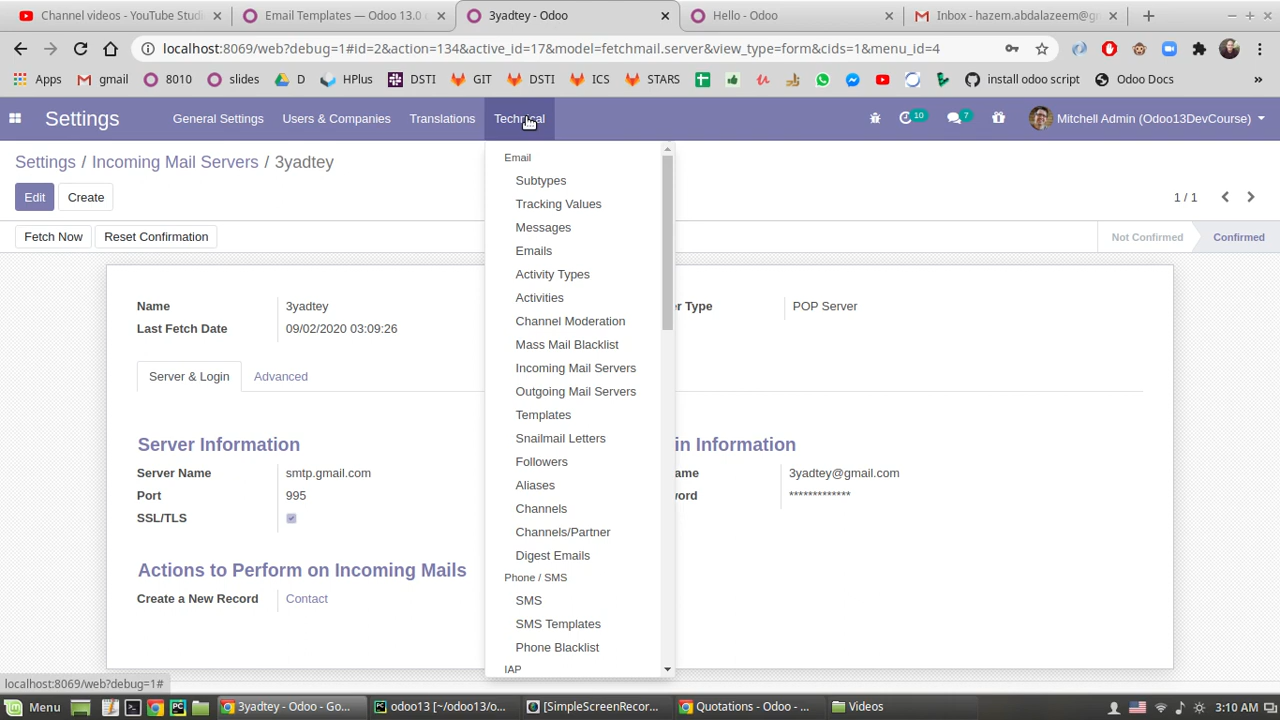 Channel videos - YouTube Studi
Email Templates — Odoo 13.0
3yadtey - Odoo
Hello - Odoo
Inbox - hazem.abdalazeem@g
localhost:8069/web?debug=1#id=2&action=134&active_id=17&model=fetchmail.server&view_type=form&cids=1&menu_id=4
Apps gmail 8010 slides D HPlus DSTI GIT DSTI ICS STARS install odoo script Odoo Docs »
Settings General Settings Users & Companies Translations Technical 10 7 Mitchell Admin (Odoo13DevCourse)
Settings / Incoming Mail Servers / 3yadtey
Edit Create 1 / 1
Fetch Now Reset Confirmation Not Confirmed Confirmed
Email
Subtypes
Tracking Values
Messages
Emails
Activity Types
Activities
Channel Moderation
Mass Mail Blacklist
Incoming Mail Servers
Outgoing Mail Servers
Templates
Snailmail Letters
Followers
Aliases
Channels
Channels/Partner
Digest Emails
Phone / SMS
SMS
SMS Templates
Phone Blacklist
IAP
Name 3yadtey
Last Fetch Date 09/02/2020 03:09:26
er Type POP Server
Server & Login Advanced
Server Information
Server Name smtp.gmail.com
Port 995
SSL/TLS
in Information
ame 3yadtey@gmail.com
ord *************
Actions to Perform on Incoming Mails
Create a New Record Contact
localhost:8069/web?debug=1#
Menu 3yadtey - Odoo - Go... odoo13 [~/odoo13/o... [SimpleScreenRecor... Quotations - Odoo - ... Videos 3:10 AM